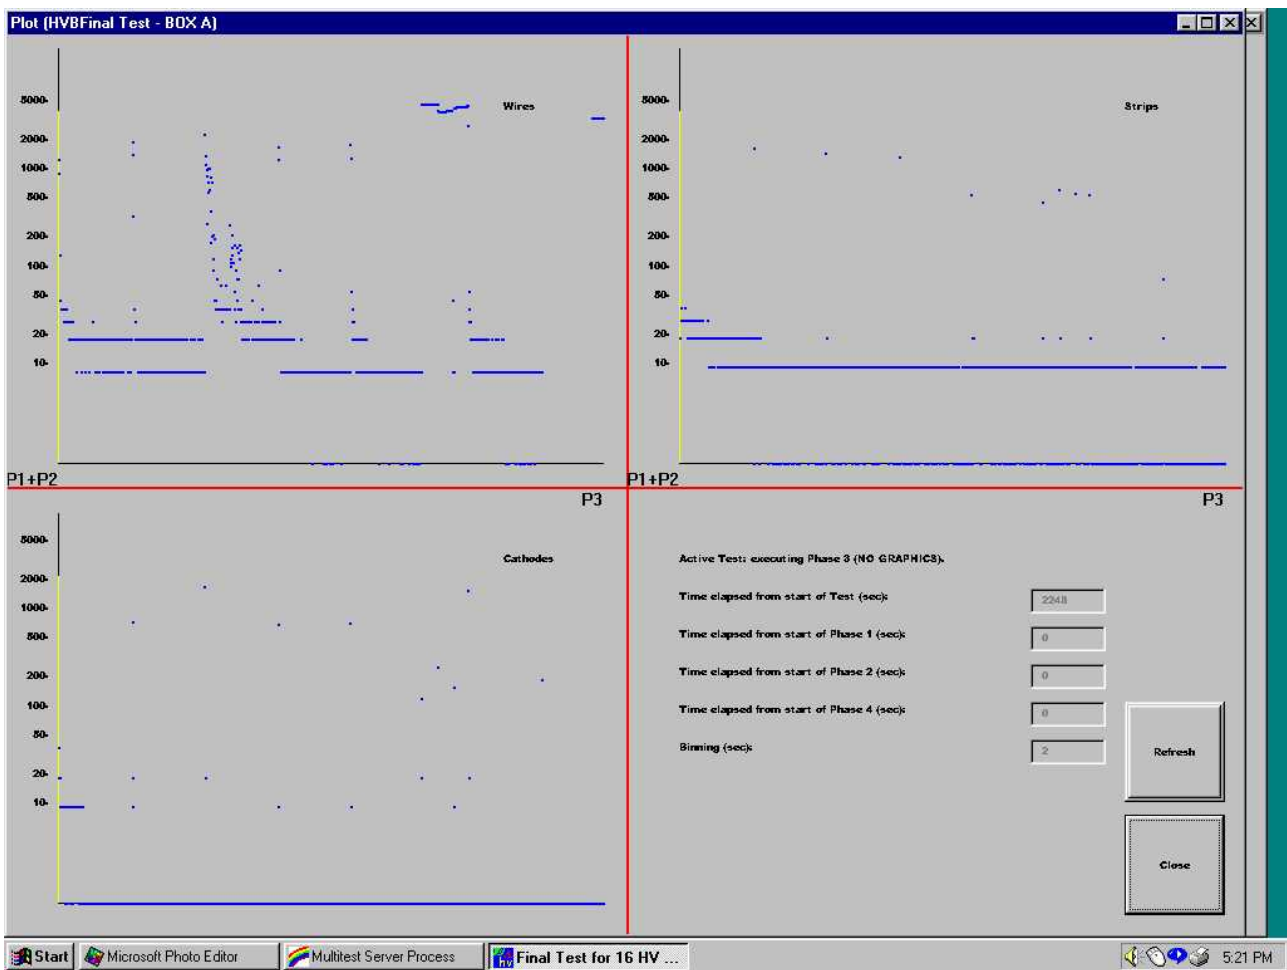 Plot (HVBFinal Test - BOX A)
Wires
5000-
2000-
1000-
500-
200-
100-
50-
20-
10-
P1+P2
Strips
5000-
2000-
1000-
500-
200-
100-
50-
20-
10-
P1+P2
P3
P3
Cathodes
5000-
2000-
1000-
500-
200-
100-
50-
20-
10-
Active Test: executing Phase 3 (NO GRAPHICS).
Time elapsed from start of Test (sec): 2248
Time elapsed from start of Phase 1 (sec): 0
Time elapsed from start of Phase 2 (sec): 0
Time elapsed from start of Phase 4 (sec): 0
Binning (sec): 2
Refresh
Close
Start Microsoft Photo Editor Multitest Server Process Final Test for 16 HV ... 5:21 PM